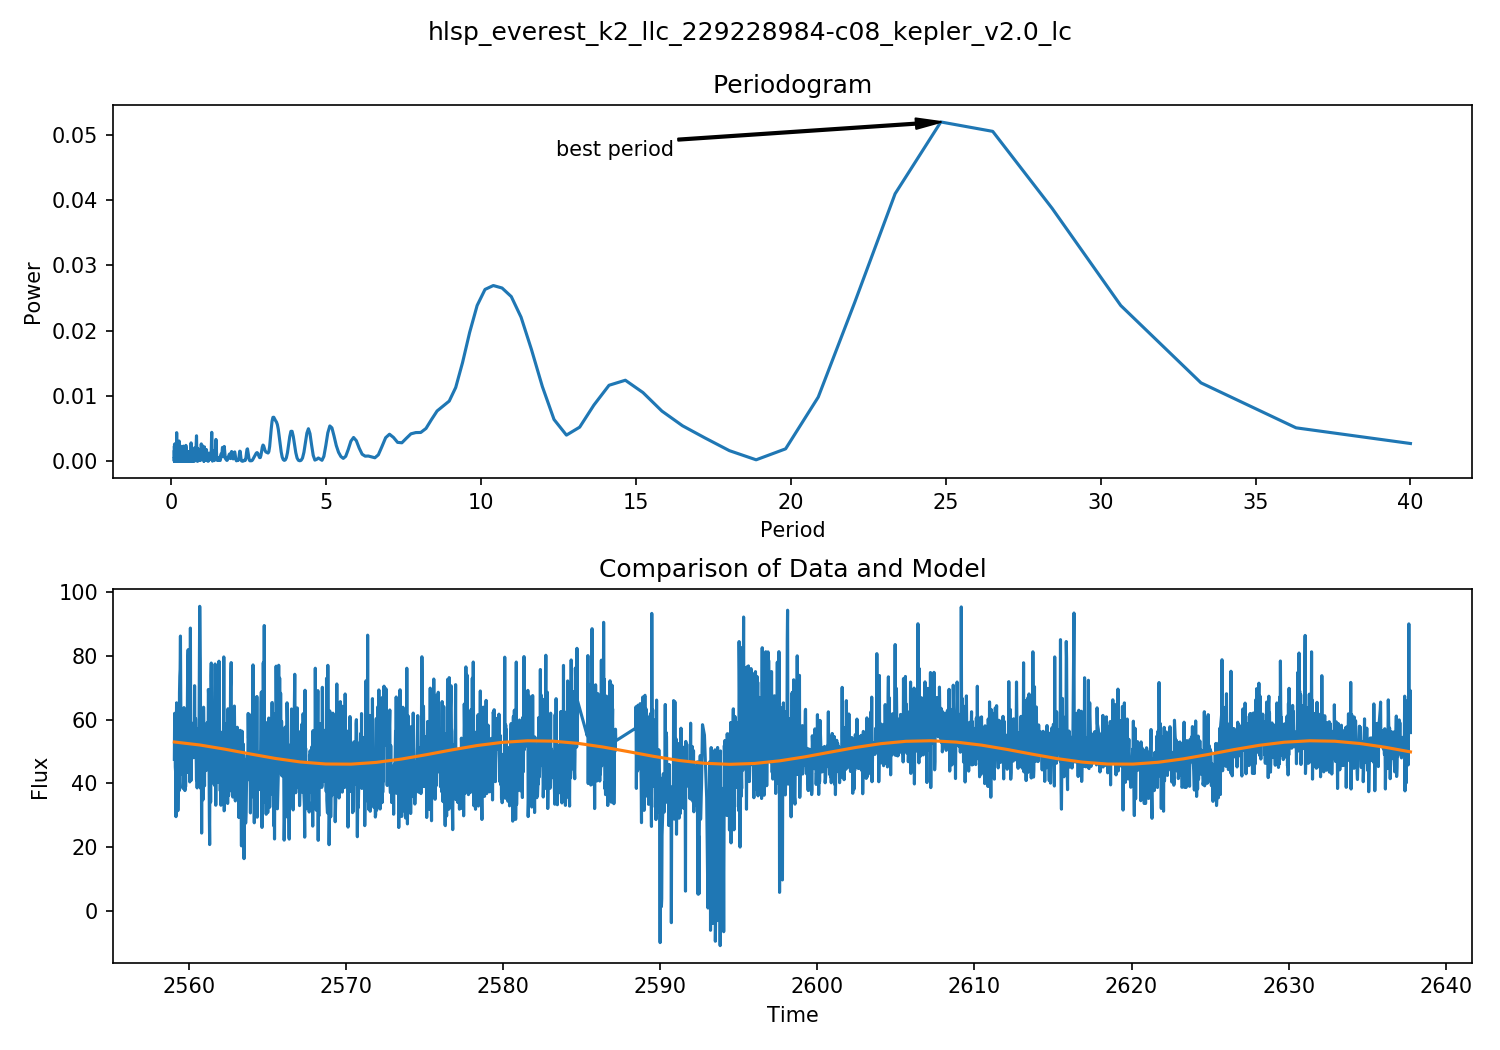 hlsp_everest_k2_llc_229228984-c08_kepler_v2.0_lc
Periodogram
best period
Power
0.05
0.04
0.03
0.02
0.01
0.00
0 5 10 15 20 25 30 35 40
Period
Comparison of Data and Model
Flux
100
80
60
40
20
0
2560 2570 2580 2590 2600 2610 2620 2630 2640
Time